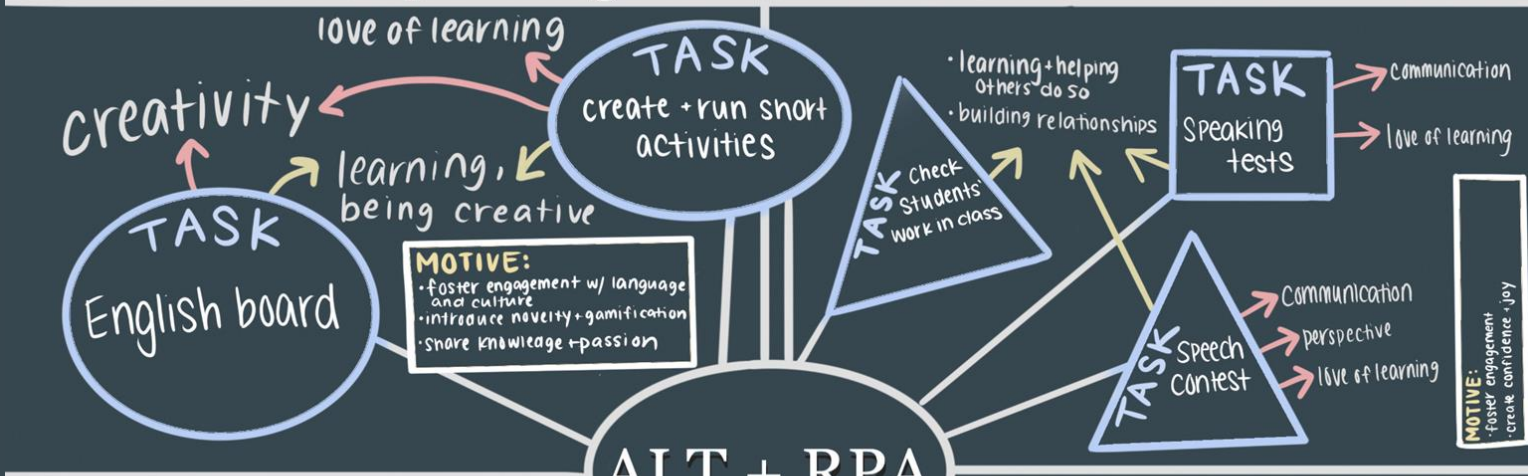 love of learning
creativity
TASK
create + run short
activities
learning,
being creative
TASK
English board
MOTIVE:
• foster engagement w/ language
and culture
• introduce novelty + gamification
• share knowledge + passion
• learning + helping
others do so
• building relationships
TASK
Check
Students'
work in class
TASK
Speaking
tests
communication
love of learning
TASK
Speech
Contest
Communication
perspective
love of learning
MOTIVE:
• foster engagement
• create confidence + joy
ALT + RPA